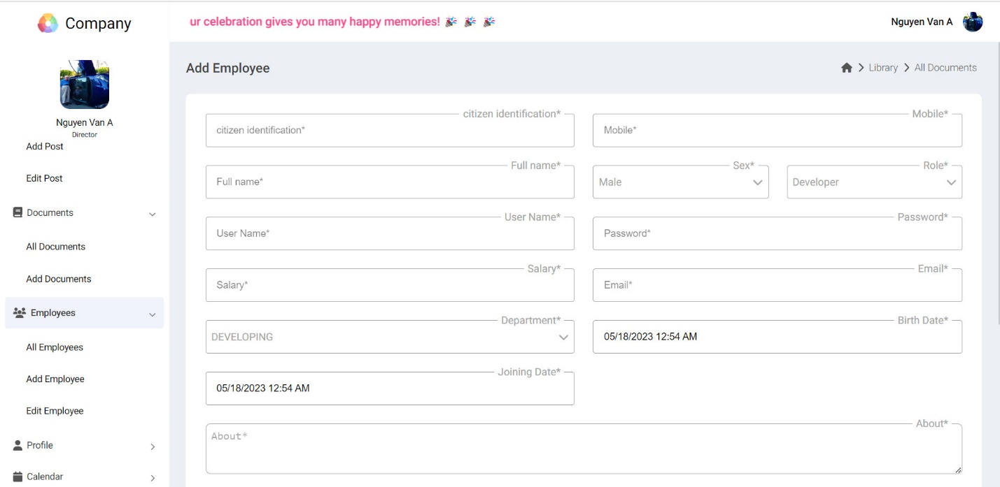 Company
ur celebration gives you many happy memories! 🎉 🎉 🎉
Nguyen Van A
Nguyen Van A
Director
Add Post
Edit Post
Documents
All Documents
Add Documents
Employees
All Employees
Add Employee
Edit Employee
Profile
Calendar
Add Employee
Library All Documents
citizen identification*
citizen identification*
Mobile*
Mobile*
Full name*
Full name*
Sex*
Male
Role*
Developer
User Name*
User Name*
Password*
Password*
Salary*
Salary*
Email*
Email*
Department*
DEVELOPING
Birth Date*
05/18/2023 12:54 AM
Joining Date*
05/18/2023 12:54 AM
About*
About*